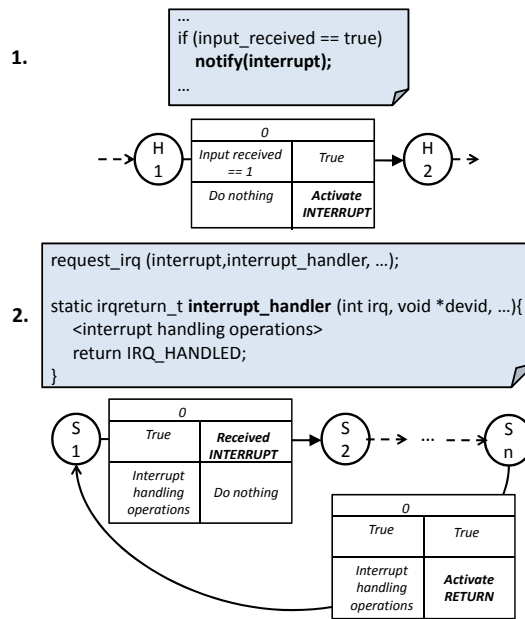 ...
if (input_received == true)
notify(interrupt);
...
1.
0
H
1
Input received
== 1
True
H
2
Do nothing
Activate
INTERRUPT
request_irq (interrupt,interrupt_handler, ...);
2.
static irqreturn_t interrupt_handler (int irq, void *devid, ...){
<interrupt handling operations>
return IRQ_HANDLED;
}
0
S
1
True
Received
INTERRUPT
S
2
...
S
n
Interrupt
handling
operations
Do nothing
0
True
True
Interrupt
handling
operations
Activate
RETURN